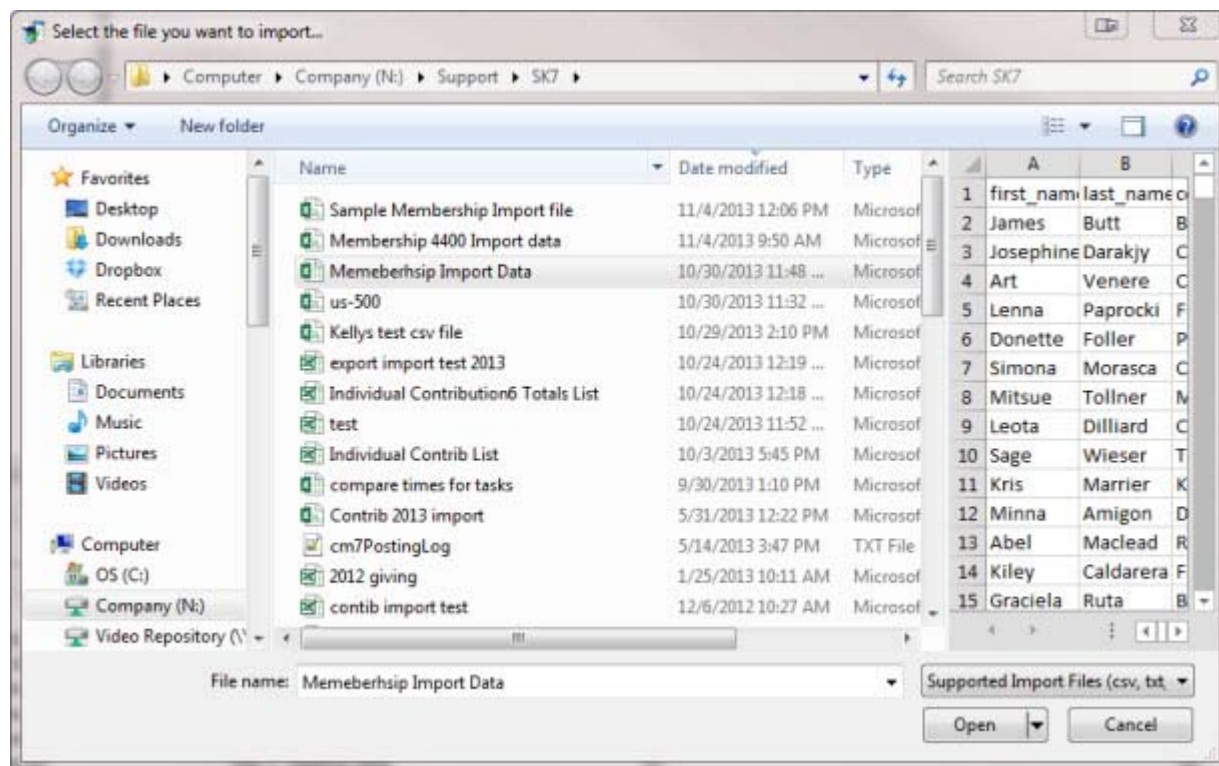 Select the file you want to import...
Computer Company (N:) Support SK7 Search SK7
Organize New folder
Favorites
Desktop
Downloads
Dropbox
Recent Places
Libraries
Documents
Music
Pictures
Videos
Computer
OS (C:)
Company (N:)
Video Repository (\
Name Date modified Type
Sample Membership Import file 11/4/2013 12:06 PM Microsof
Membership 4400 Import data 11/4/2013 9:50 AM Microsof
Memeberhsip Import Data 10/30/2013 11:48 ... Microsof
us-500 10/30/2013 11:32 ... Microsof
Kellys test csv file 10/29/2013 2:10 PM Microsof
export import test 2013 10/24/2013 12:19 ... Microsof
Individual Contribution6 Totals List 10/24/2013 12:18 ... Microsof
test 10/24/2013 11:52 ... Microsof
Individual Contrib List 10/3/2013 5:45 PM Microsof
compare times for tasks 9/30/2013 1:10 PM Microsof
Contrib 2013 import 5/31/2013 12:22 PM Microsof
cm7PostingLog 5/14/2013 3:47 PM TXT File
2012 giving 1/25/2013 10:11 AM Microsof
contib import test 12/6/2012 10:27 AM Microsof
A B
1 first_nam last_name c
2 James Butt B
3 Josephine Darakjy C
4 Art Venere C
5 Lenna Paprocki F
6 Donette Foller P
7 Simona Morasca C
8 Mitsue Tollner M
9 Leota Dilliard C
10 Sage Wieser T
11 Kris Marrier K
12 Minna Amigon D
13 Abel Maclead R
14 Kiley Caldarera F
15 Graciela Ruta B
File name: Memeberhsip Import Data Supported Import Files (csv, txt,
Open Cancel